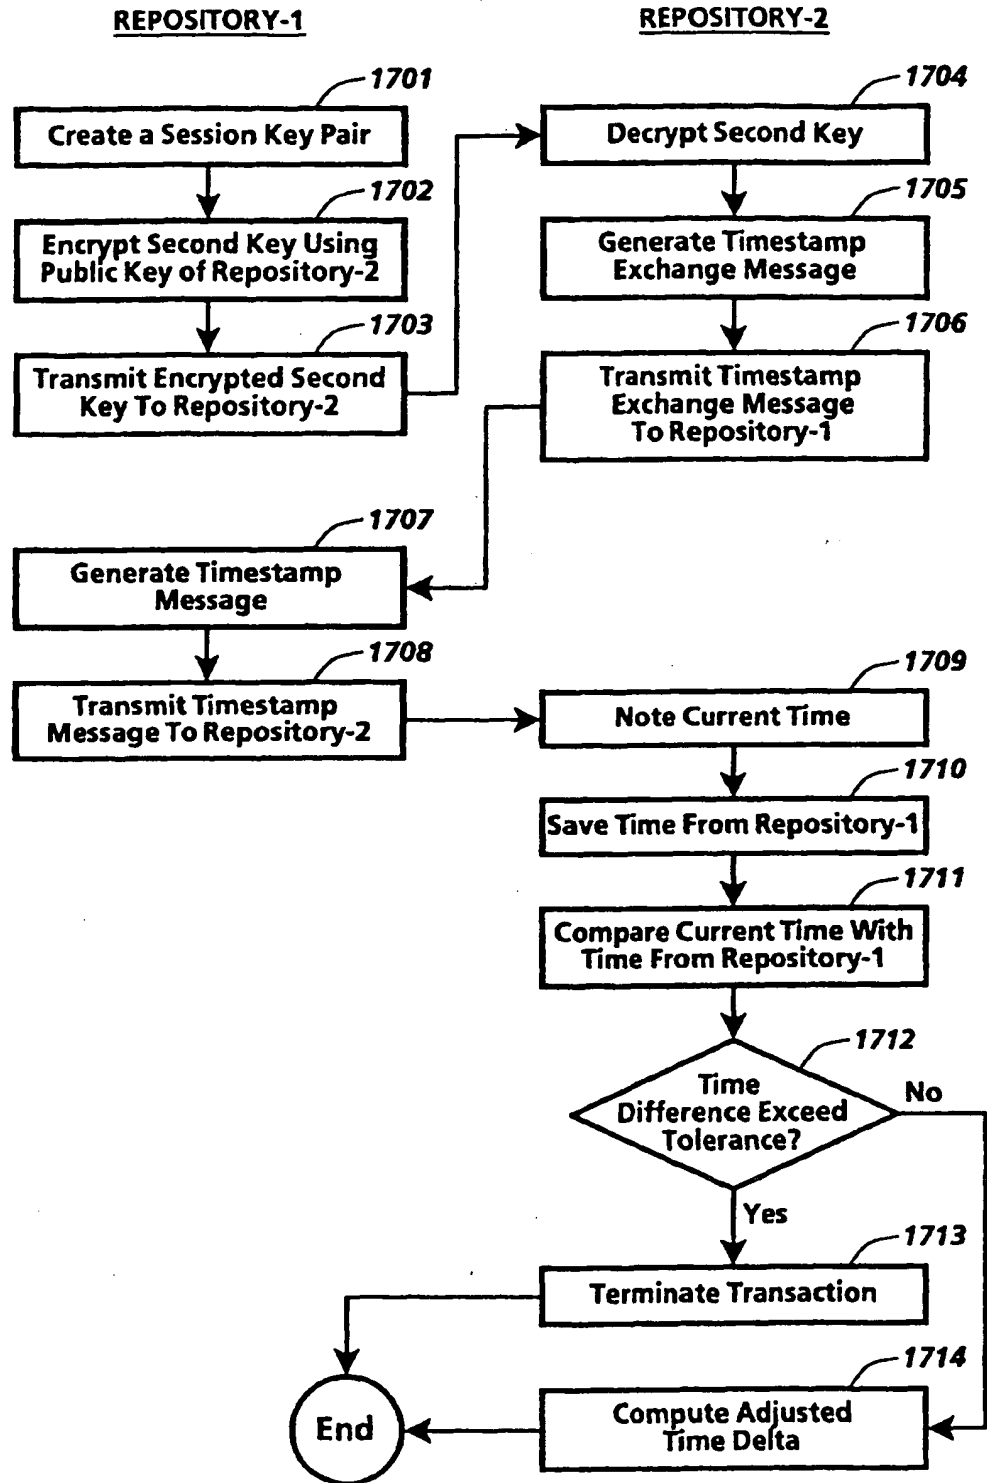 REPOSITORY-1
REPOSITORY-2
1701
Create a Session Key Pair
1702
Encrypt Second Key Using
Public Key of Repository-2
1703
Transmit Encrypted Second
Key To Repository-2
1704
Decrypt Second Key
1705
Generate Timestamp
Exchange Message
1706
Transmit Timestamp
Exchange Message
To Repository-1
1707
Generate Timestamp
Message
1708
Transmit Timestamp
Message To Repository-2
1709
Note Current Time
1710
Save Time From Repository-1
1711
Compare Current Time With
Time From Repository-1
1712
Time
Difference Exceed
Tolerance?
No
Yes
1713
Terminate Transaction
1714
Compute Adjusted
Time Delta
End